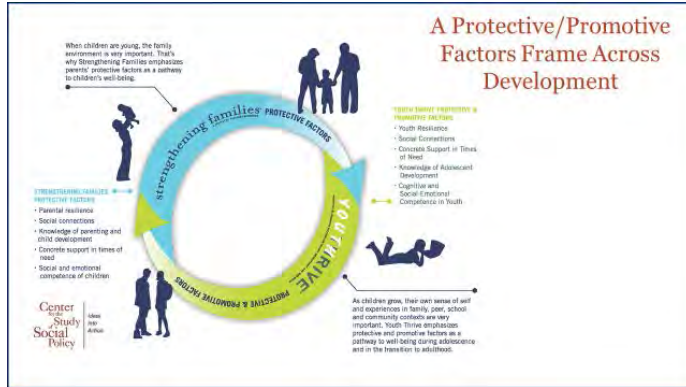 A Protective/Promotive
Factors Frame Across
Development
When children are young, the family
environment is very important. That's
why Strengthening Families emphasizes
parents' protective factors as a pathway
to children's well-being.
strengthening families PROTECTIVE FACTORS
YOUTH THRIVE PROTECTIVE &
PROMOTIVE FACTORS
• Youth Resilience
• Social Connections
• Concrete Support in Times
of Need
• Knowledge of Adolescent
Development
• Cognitive and
Social-Emotional
Competence in Youth
STRENGTHENING FAMILIES
PROTECTIVE FACTORS
• Parental resilience
• Social connections
• Knowledge of parenting and
child development
• Concrete support in times of
need
• Social and emotional
competence of children
YOUTHRIVE
PROTECTIVE & PROMOTIVE FACTORS
As children grow, their own sense of self
and experiences in family, peer, school
and community contexts are very
important. Youth Thrive emphasizes
protective and promotive factors as a
pathway to well-being during adolescence
and in the transition to adulthood.
Center
for the
Study
of
Social
Policy
Ideas
into
Action